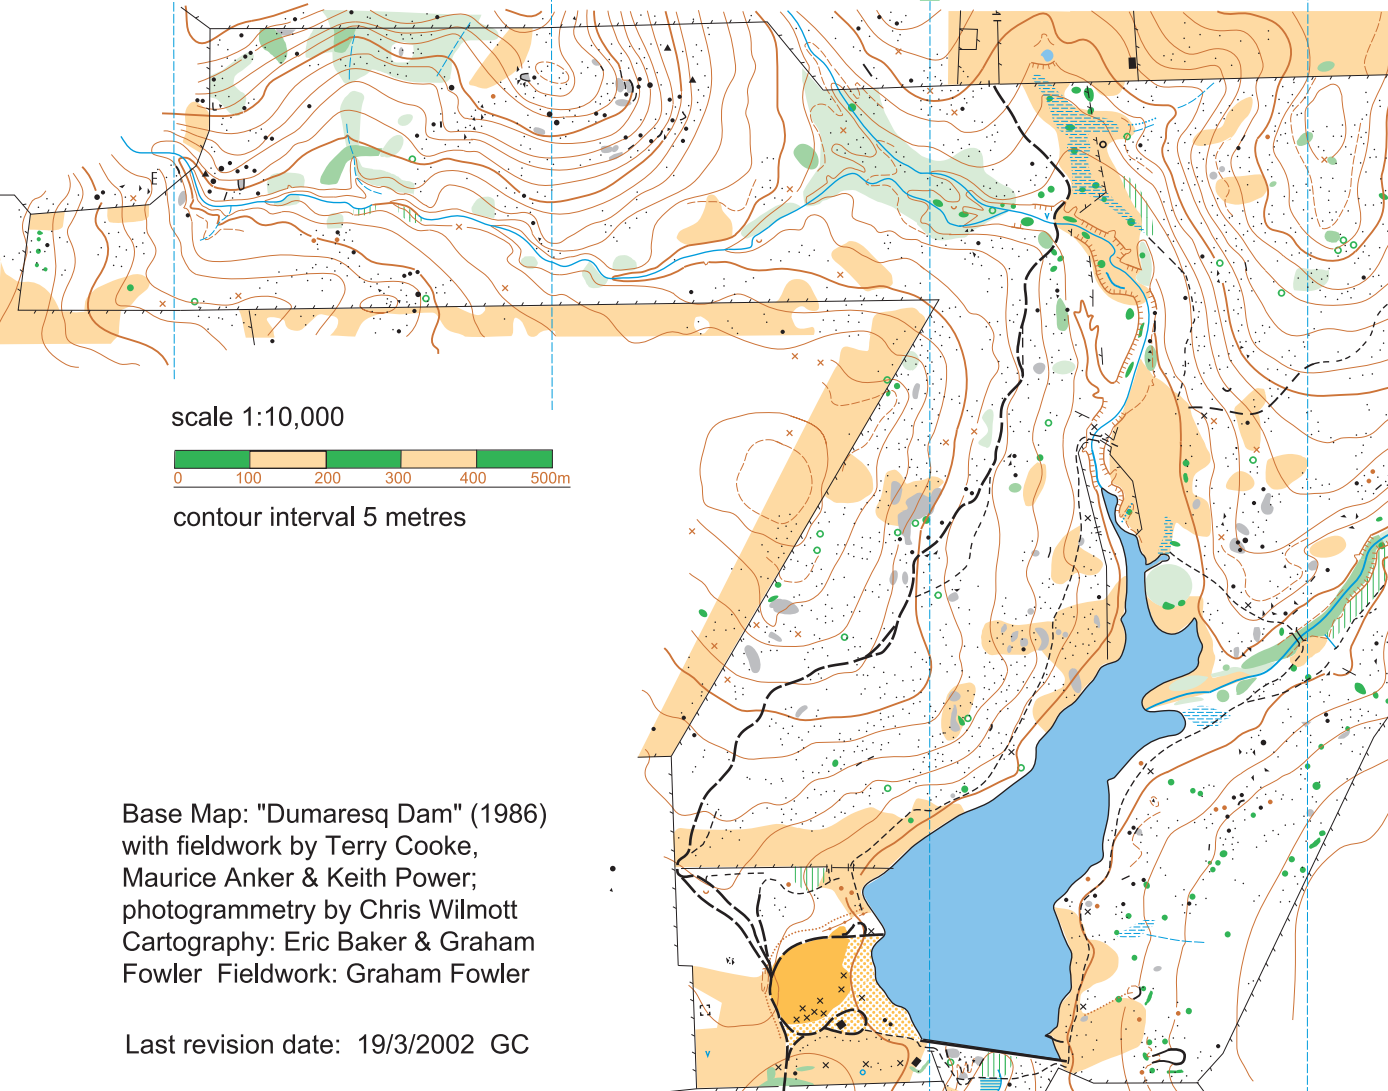 scale 1:10,000
0 100 200 300 400 500m
contour interval 5 metres
Base Map: "Dumaresq Dam" (1986)
with fieldwork by Terry Cooke,
Maurice Anker & Keith Power;
photogrammetry by Chris Wilmott
Cartography: Eric Baker & Graham
Fowler Fieldwork: Graham Fowler
Last revision date: 19/3/2002 GC